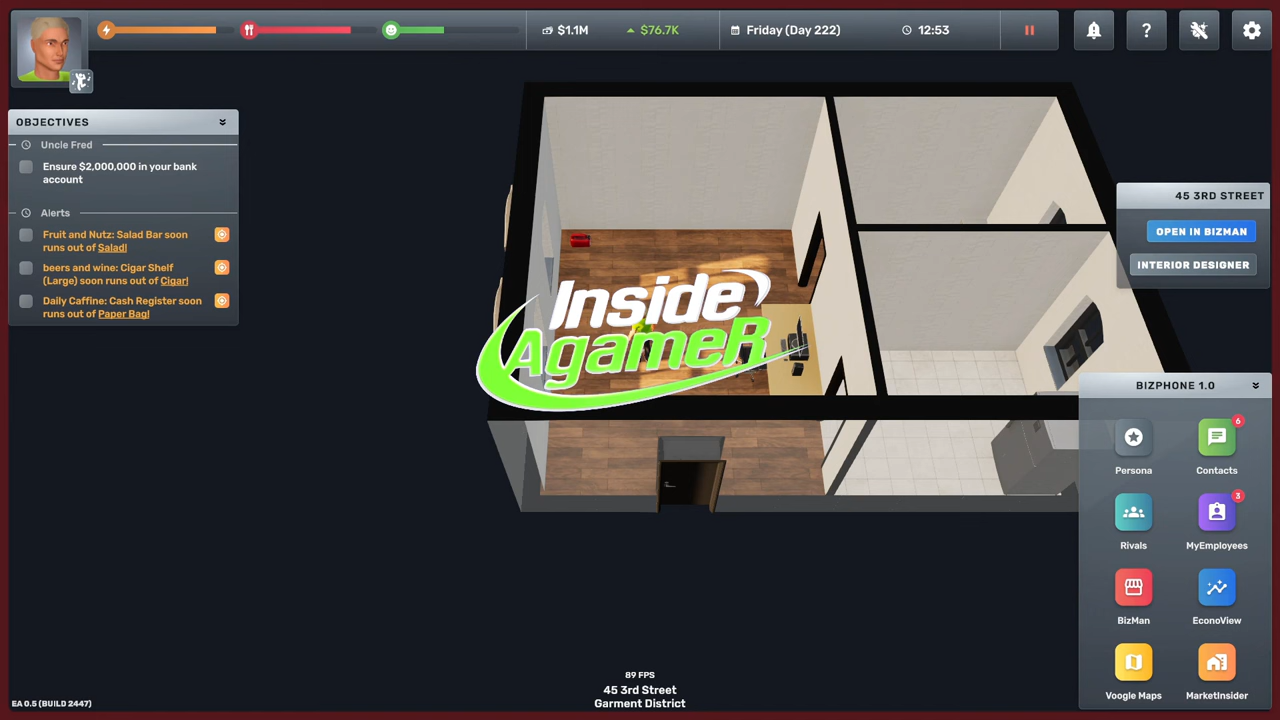 $1.1M
$76.7K
Friday (Day 222)
12:53
?
OBJECTIVES
Uncle Fred
Ensure $2,000,000 in your bank
account
Alerts
Fruit and Nutz: Salad Bar soon
runs out of Salad!
beers and wine: Cigar Shelf
(Large) soon runs out of Cigar!
Daily Caffine: Cash Register soon
runs out of Paper Bag!
45 3RD STREET
OPEN IN BIZMAN
INTERIOR DESIGNER
Inside
AgameR
BIZPHONE 1.0
6
Persona
Contacts
3
Rivals
MyEmployees
BizMan
EconoView
Voogle Maps
MarketInsider
89 FPS
45 3rd Street
Garment District
EA 0.5 (BUILD 2447)